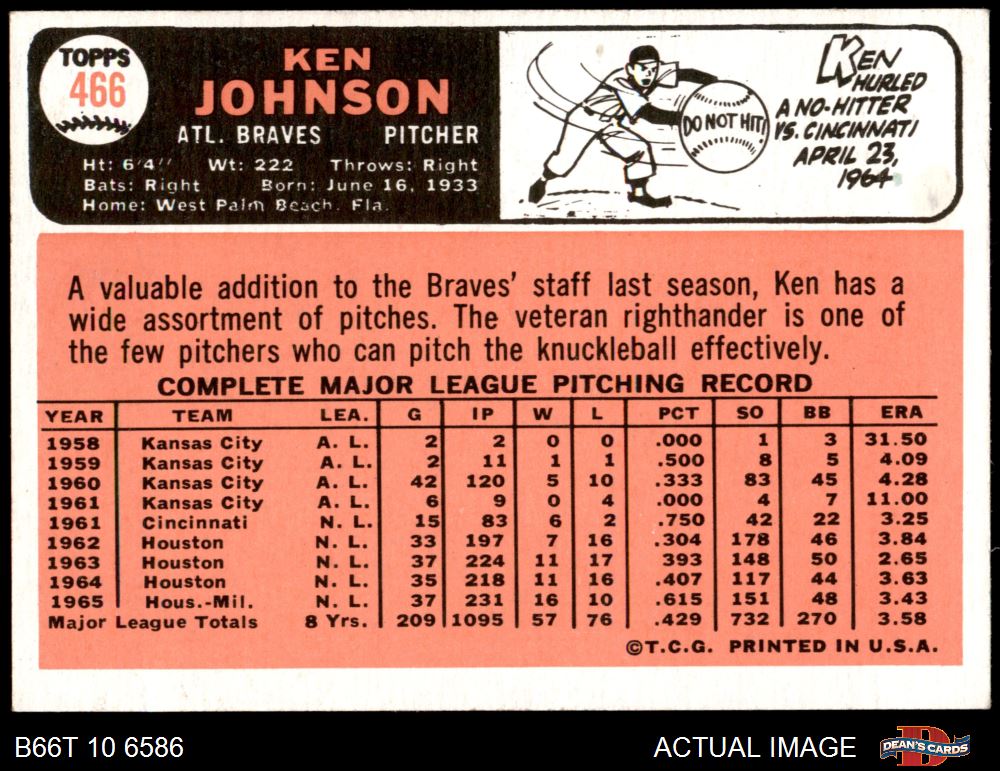 TOPPS
466
KEN
JOHNSON
ATL. BRAVES PITCHER
Ht: 6'4" Wt: 222 Throws: Right
Bats: Right Born: June 16, 1933
Home: West Palm Beach, Fla.
DO NOT HIT!
KEN
HURLED
A NO-HITTER
VS. CINCINNATI
APRIL 23,
1964
A valuable addition to the Braves' staff last season, Ken has a
wide assortment of pitches. The veteran righthander is one of
the few pitchers who can pitch the knuckleball effectively.
COMPLETE MAJOR LEAGUE PITCHING RECORD
YEAR TEAM LEA. G IP W L PCT SO BB ERA
1958 Kansas City A. L. 2 2 0 0 .000 1 3 31.50
1959 Kansas City A. L. 2 11 1 1 .500 8 5 4.09
1960 Kansas City A. L. 42 120 5 10 .333 83 45 4.28
1961 Kansas City A. L. 6 9 0 4 .000 4 7 11.00
1961 Cincinnati N. L. 15 83 6 2 .750 42 22 3.25
1962 Houston N. L. 33 197 7 16 .304 178 46 3.84
1963 Houston N. L. 37 224 11 17 393 148 50 2.65
1964 Houston N. L. 35 218 11 16 .407 117 44 3.63
1965 Hous.-Mil. N. L. 37 231 16 10 .615 151 48 3.43
Major League Totals 8 Yrs. 209 1095 57 76 .429 732 270 3.58
©T.C.G. PRINTED IN U.S.A.
B66T 10 6586 ACTUAL IMAGE DEAN'S CARDS